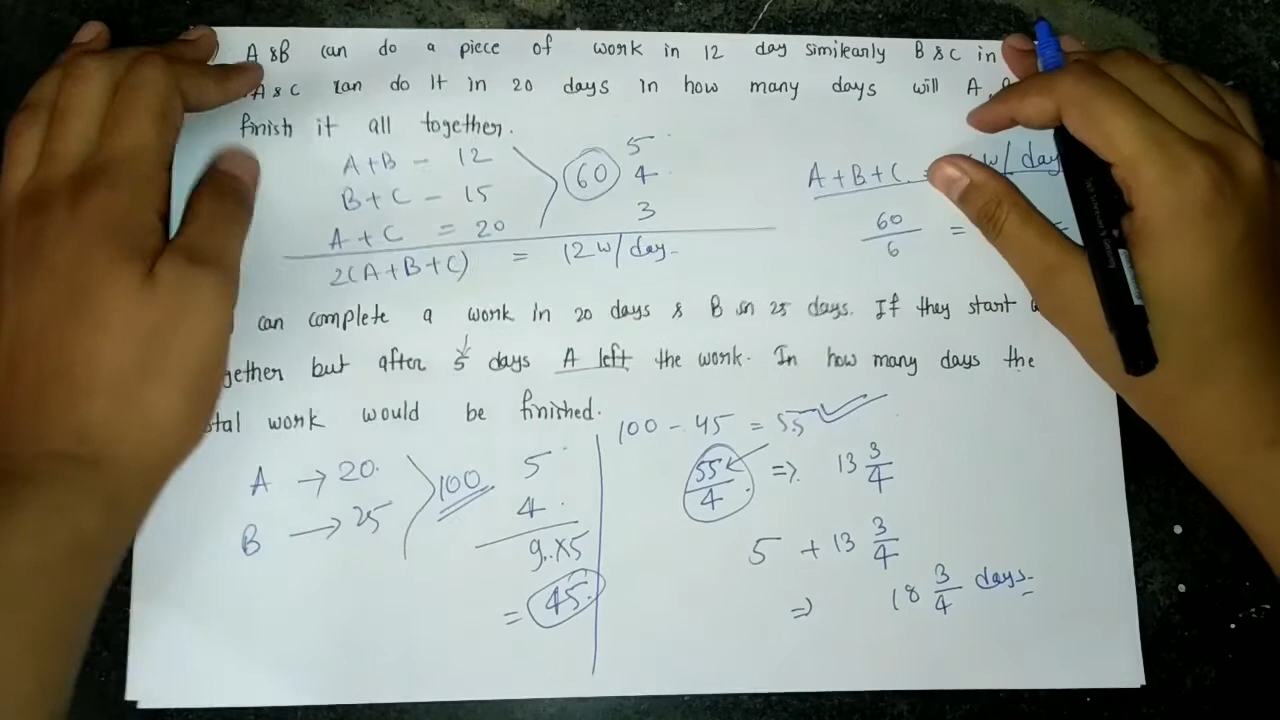 A & B can do a piece of work in 12 day similearly B & C in
A & C can do It in 20 days in how many days will A,
finish it all together.
A+B - 12
B+C - 15
A+C = 20
60
5
4
3
2(A+B+C) = 12 w/day.
A+B+C = w/day
60/6 =
can complete a work in 20 days & B in 25 days. If they start
gether but after 5 days A left the work. In how many days the
tal work would be finished.
A → 20
B → 25
100
5
4
9 × 5
= 45
100 - 45 = 55
55/4 => 13 3/4
5 + 13 3/4
=> 18 3/4 days.